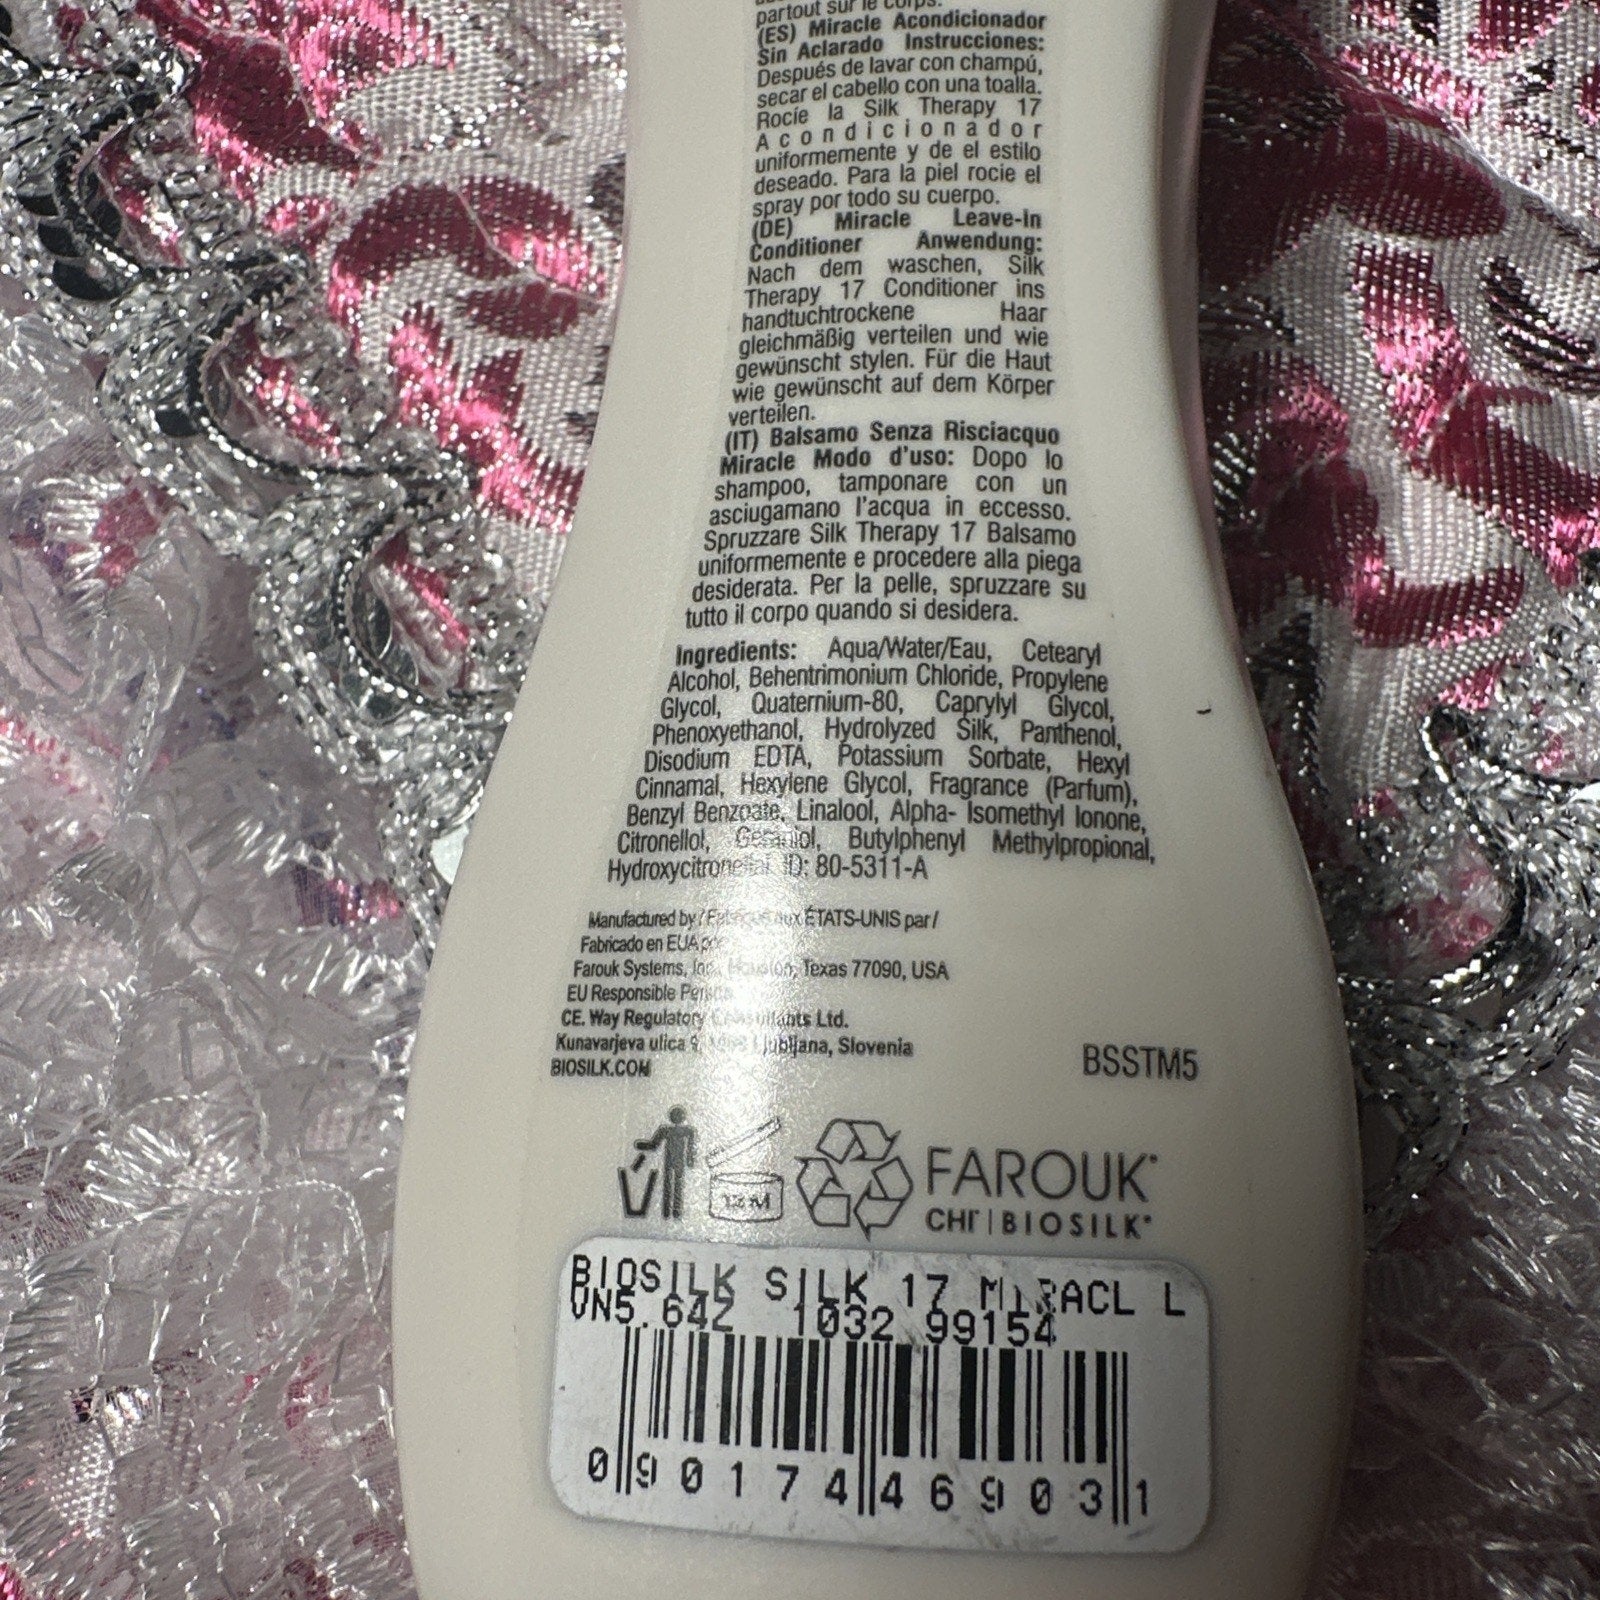 partout sur le corps.
(ES) Miracle Acondicionador
Sin Aclarado Instrucciones:
Después de lavar con champú,
secar el cabello con una toalla.
Rocíe la Silk Therapy 17
Acondicionador
uniformemente y de el estilo
deseado. Para la piel rocie el
spray por todo su cuerpo.
(DE) Miracle Leave-In
Conditioner Anwendung:
Nach dem waschen, Silk
Therapy 17 Conditioner ins
handtuchtrockene Haar
gleichmäßig verteilen und wie
gewünscht stylen. Für die Haut
wie gewünscht auf dem Körper
verteilen.
(IT) Balsamo Senza Risciacquo
Miracle Modo d'uso: Dopo lo
shampoo, tamponare con un
asciugamano l'acqua in eccesso.
Spruzzare Silk Therapy 17 Balsamo
uniformemente e procedere alla piega
desiderata. Per la pelle, spruzzare su
tutto il corpo quando si desidera.
Ingredients: Aqua/Water/Eau, Cetearyl
Alcohol, Behentrimonium Chloride, Propylene
Glycol, Quaternium-80, Caprylyl Glycol,
Phenoxyethanol, Hydrolyzed Silk, Panthenol,
Disodium EDTA, Potassium Sorbate, Hexyl
Cinnamal, Hexylene Glycol, Fragrance (Parfum),
Benzyl Benzoate, Linalool, Alpha- Isomethyl Ionone,
Citronellol, Geraniol, Butylphenyl Methylpropional,
Hydroxycitronellal. ID: 80-5311-A
Manufactured by / Fabriqué aux ÉTATS-UNIS par /
Fabricado en EUA por
Farouk Systems, Inc., Houston, Texas 77090, USA
EU Responsible Person
CE. Way Regulatory Consultants Ltd.
Kunavarjeva ulica 9, Ljubljana, Slovenia
BIOSILK.COM
BSSTM5
12 M
FAROUK
CHI | BIOSILK
BIOSILK SILK 17 MIRACL L
VN5.64Z 1032 99154
0 90174 46903 1